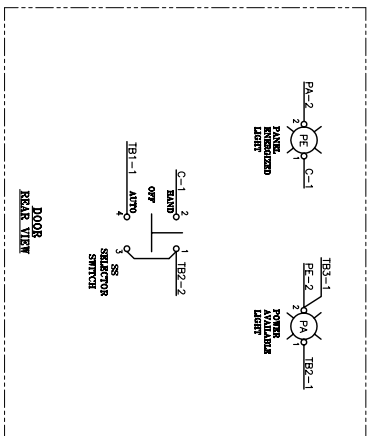 PA-2
2
PE
1
C-1
PANEL
ENERGIZED
LIGHT
TB3-1
PE-2
2
PA
1
TB2-1
POWER
AVAILABLE
LIGHT
C-1
2
HAND
OFF
AUTO
4
TB1-1
1
TB2-2
3
SS
SELECTOR
SWITCH
DOOR
REAR VIEW